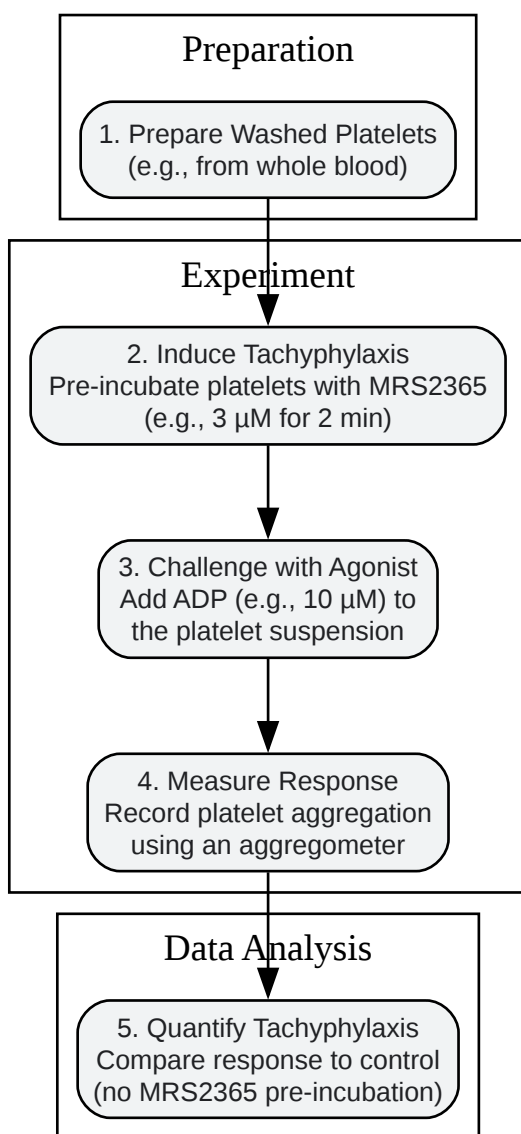 Preparation
1. Prepare Washed Platelets
(e.g., from whole blood)
Experiment
2. Induce Tachyphylaxis
Pre-incubate platelets with MRS2365
(e.g., 3 µM for 2 min)
3. Challenge with Agonist
Add ADP (e.g., 10 µM) to
the platelet suspension
4. Measure Response
Record platelet aggregation
using an aggregometer
Data Analysis
5. Quantify Tachyphylaxis
Compare response to control
(no MRS2365 pre-incubation)